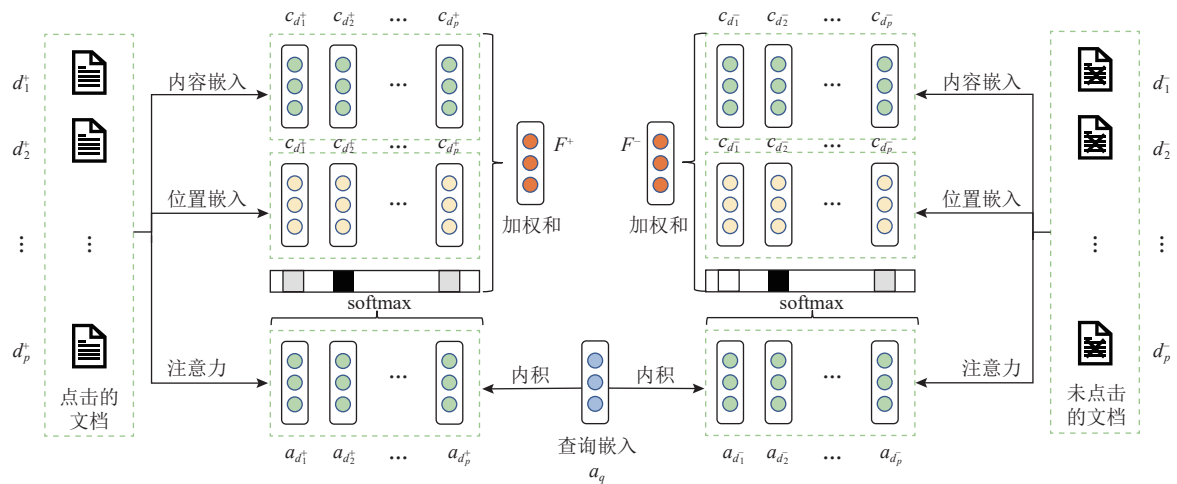 c_{d_1^+} c_{d_2^+} … c_{d_p^+}
c_{d_1^-} c_{d_2^-} … c_{d_p^-}
d_1^+
内容嵌入
内容嵌入
d_1^-
d_2^+
F^+
F^-
d_2^-
c_{d_1^+} c_{d_2^+} … c_{d_p^+}
c_{d_1^-} c_{d_2^-} … c_{d_p^-}
位置嵌入
加权和
加权和
位置嵌入
softmax
softmax
d_p^+
d_p^-
注意力
内积
内积
注意力
点击的
文档
未点击
的文档
查询嵌入
a_q
a_{d_1^+} a_{d_2^+} … a_{d_p^+}
a_{d_1^-} a_{d_2^-} … a_{d_p^-}